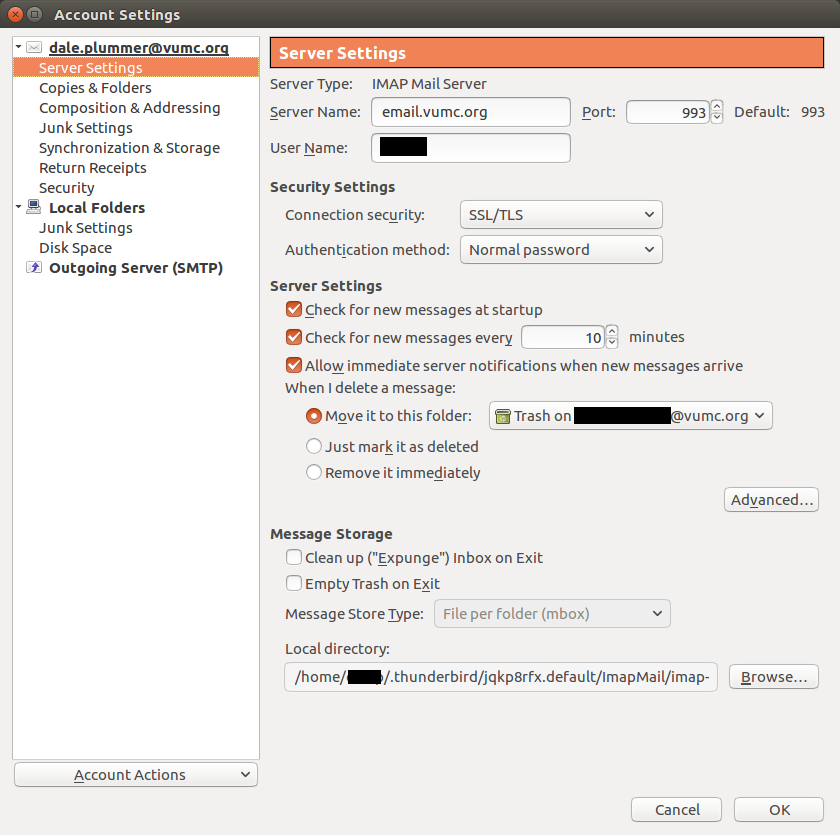 Account Settings
dale.plummer@vumc.org
Server Settings
Copies & Folders
Composition & Addressing
Junk Settings
Synchronization & Storage
Return Receipts
Security
Local Folders
Junk Settings
Disk Space
Outgoing Server (SMTP)
Account Actions
Server Settings
Server Type: IMAP Mail Server
Server Name: email.vumc.org Port: 993 Default: 993
User Name:
Security Settings
Connection security: SSL/TLS
Authentication method: Normal password
Server Settings
Check for new messages at startup
Check for new messages every 10 minutes
Allow immediate server notifications when new messages arrive
When I delete a message:
Move it to this folder: Trash on @vumc.org
Just mark it as deleted
Remove it immediately
Advanced...
Message Storage
Clean up ("Expunge") Inbox on Exit
Empty Trash on Exit
Message Store Type: File per folder (mbox)
Local directory:
/home/ /.thunderbird/jqkp8rfx.default/ImapMail/imap- Browse...
Cancel OK